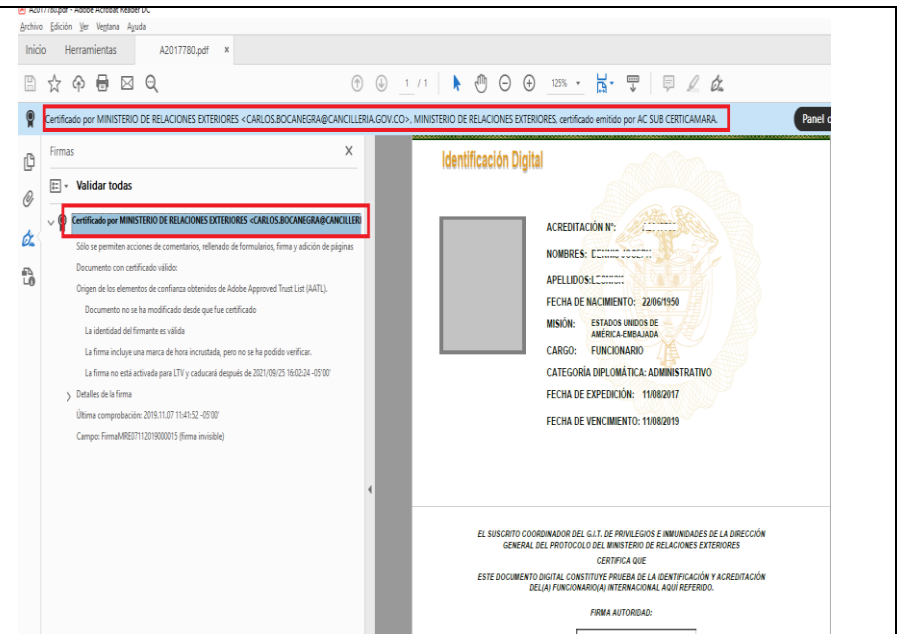 A2017780.pdf - Adobe Acrobat Reader DC
Archivo Edición Ver Ventana Ayuda
Inicio Herramientas A2017780.pdf x
1 / 1 125%
Certificado por MINISTERIO DE RELACIONES EXTERIORES <CARLOS.BOCANEGRA@CANCILLERIA.GOV.CO>, MINISTERIO DE RELACIONES EXTERIORES, certificado emitido por AC SUB CERTICAMARA.
Panel
Firmas X
Validar todas
Certificado por MINISTERIO DE RELACIONES EXTERIORES <CARLOS.BOCANEGRA@CANCILLERI
Sólo se permiten acciones de comentarios, rellenado de formularios, firma y adición de páginas
Documento con certificado válido:
Origen de los elementos de confianza obtenidos de Adobe Approved Trust List (AATL).
Documento no se ha modificado desde que fue certificado
La identidad del firmante es válida
La firma incluye una marca de hora incrustada, pero no se ha podido verificar.
La firma no está activada para LTV y caducará después de 2021/09/25 16:02:24 -05'00'
Detalles de la firma
Última comprobación: 2019.11.07 11:41:52 -05'00'
Campo: FirmaMRE07112019000015 (firma invisible)
Identificación Digital
ACREDITACIÓN Nº:
NOMBRES:
APELLIDOS:
FECHA DE NACIMIENTO: 22/06/1950
MISIÓN: ESTADOS UNIDOS DE
AMÉRICA-EMBAJADA
CARGO: FUNCIONARIO
CATEGORÍA DIPLOMÁTICA: ADMINISTRATIVO
FECHA DE EXPEDICIÓN: 11/08/2017
FECHA DE VENCIMIENTO: 11/08/2019
EL SUSCRITO COORDINADOR DEL G.I.T. DE PRIVILEGIOS E INMUNIDADES DE LA DIRECCIÓN
GENERAL DEL PROTOCOLO DEL MINISTERIO DE RELACIONES EXTERIORES
CERTIFICA QUE
ESTE DOCUMENTO DIGITAL CONSTITUYE PRUEBA DE LA IDENTIFICACIÓN Y ACREDITACIÓN
DEL(A) FUNCIONARIO(A) INTERNACIONAL AQUÍ REFERIDO.
FIRMA AUTORIDAD: